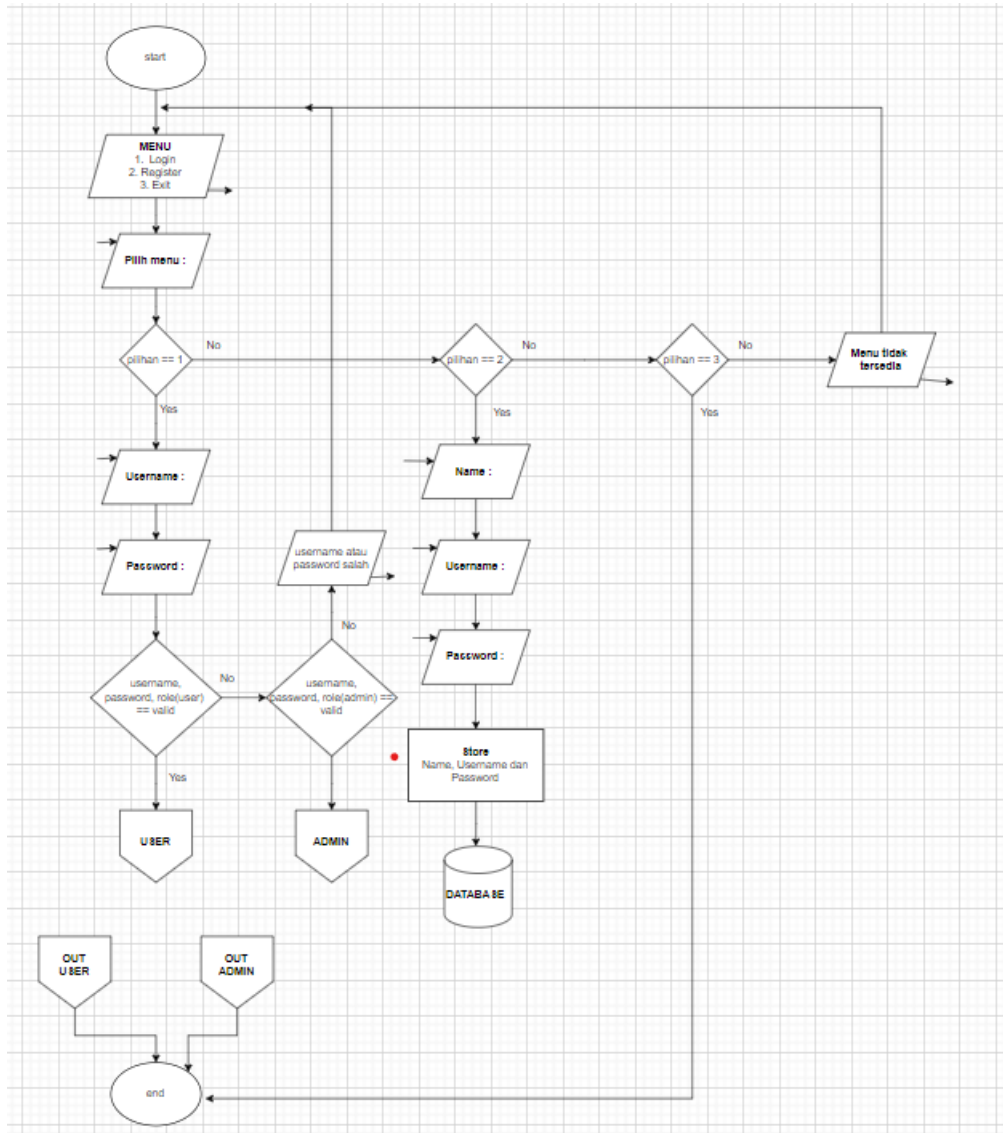 start
MENU
1. Login
2. Register
3. Exit
Pilih menu :
pilihan == 1
No
pilihan == 2
No
pilihan == 3
No
Menu tidak
tersedia
Yes
Yes
Yes
Username :
Password :
username atau
password salah
Name :
Username :
Password :
username,
password, role(user)
== valid
No
username,
password, role(admin) ==
valid
No
Yes
Store
Name, Username dan
Password
USER
ADMIN
DATABASE
OUT
USER
OUT
ADMIN
end